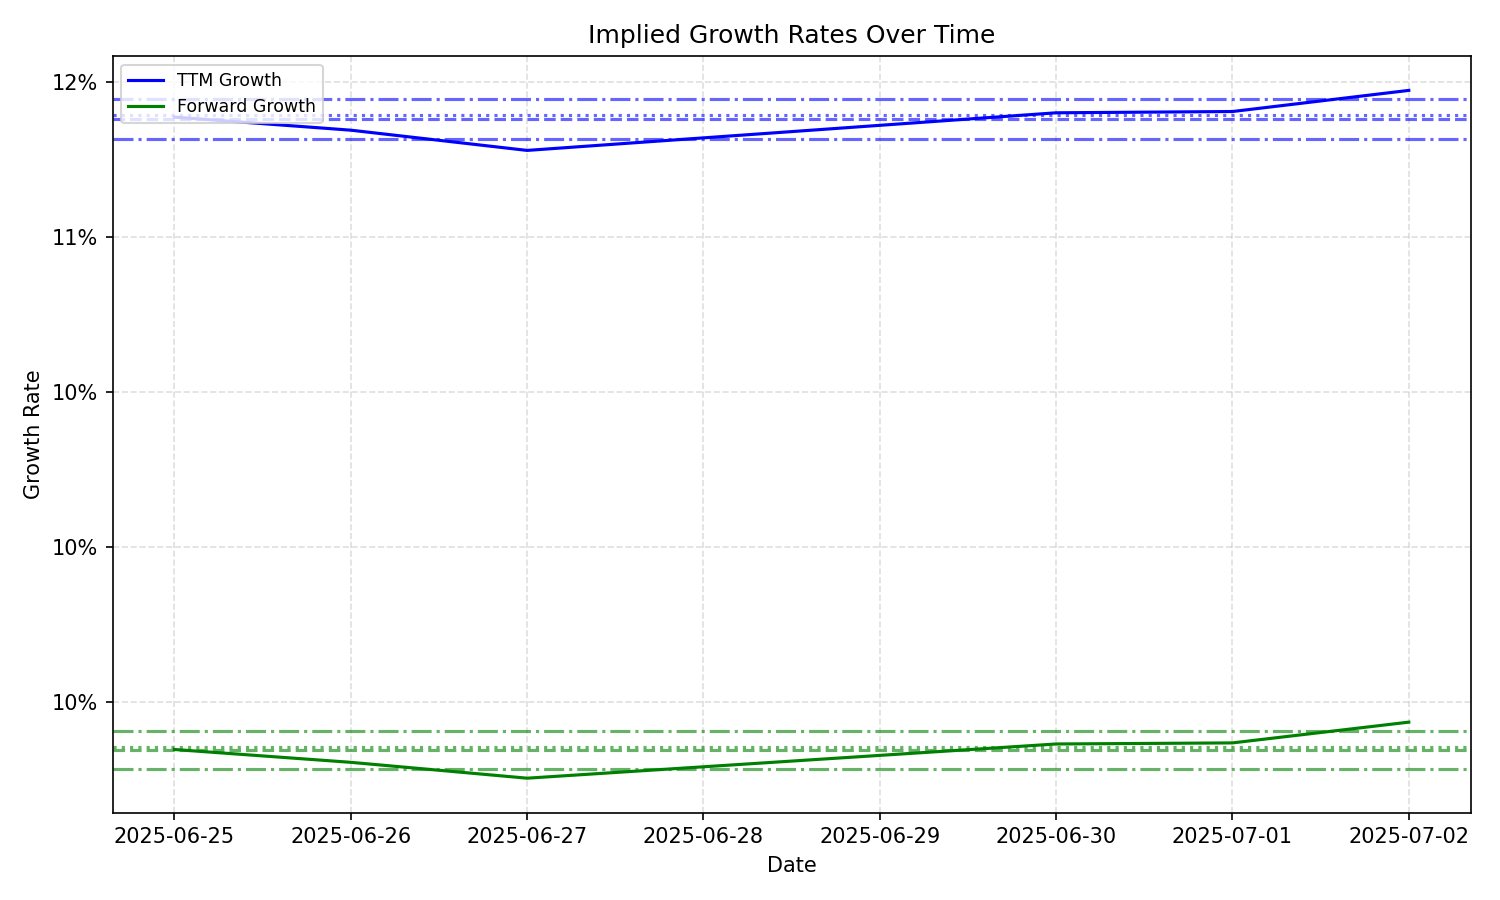 Implied Growth Rates Over Time
TTM Growth
Forward Growth
12%
11%
10%
10%
10%
Growth Rate
2025-06-25
2025-06-26
2025-06-27
2025-06-28
2025-06-29
2025-06-30
2025-07-01
2025-07-02
Date